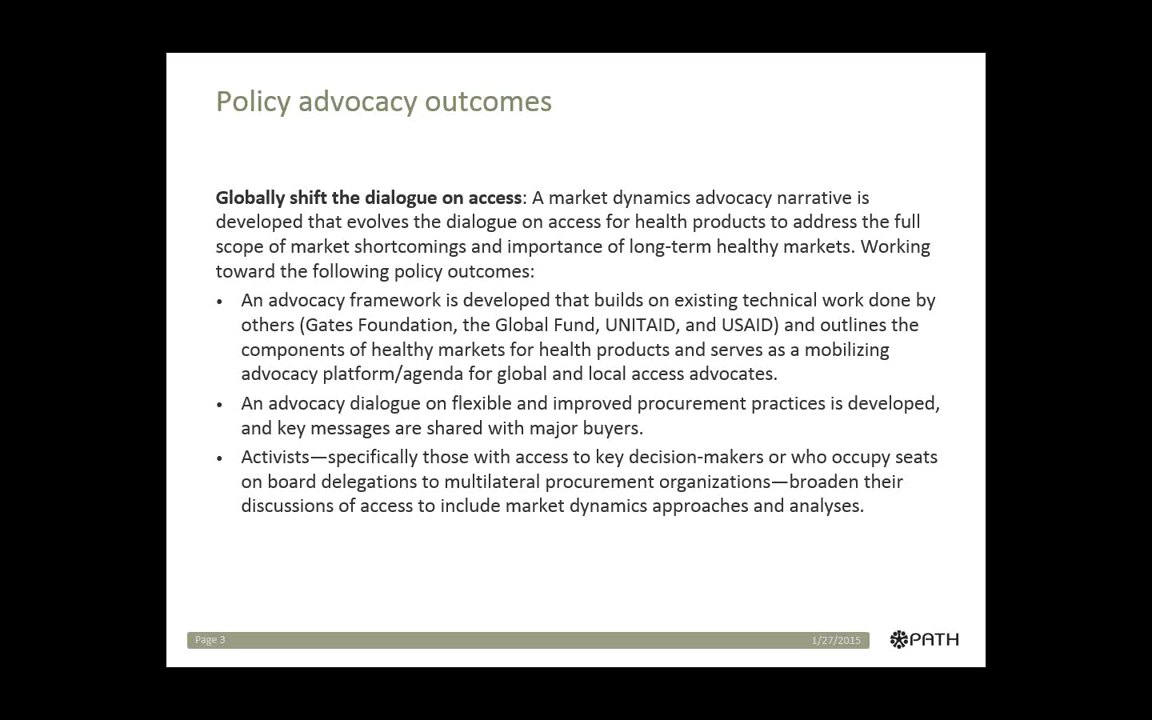 Policy advocacy outcomes
Globally shift the dialogue on access: A market dynamics advocacy narrative is
developed that evolves the dialogue on access for health products to address the full
scope of market shortcomings and importance of long-term healthy markets. Working
toward the following policy outcomes:
• An advocacy framework is developed that builds on existing technical work done by
others (Gates Foundation, the Global Fund, UNITAID, and USAID) and outlines the
components of healthy markets for health products and serves as a mobilizing
advocacy platform/agenda for global and local access advocates.
• An advocacy dialogue on flexible and improved procurement practices is developed,
and key messages are shared with major buyers.
• Activists—specifically those with access to key decision-makers or who occupy seats
on board delegations to multilateral procurement organizations—broaden their
discussions of access to include market dynamics approaches and analyses.
Page 3
1/27/2015
PATH